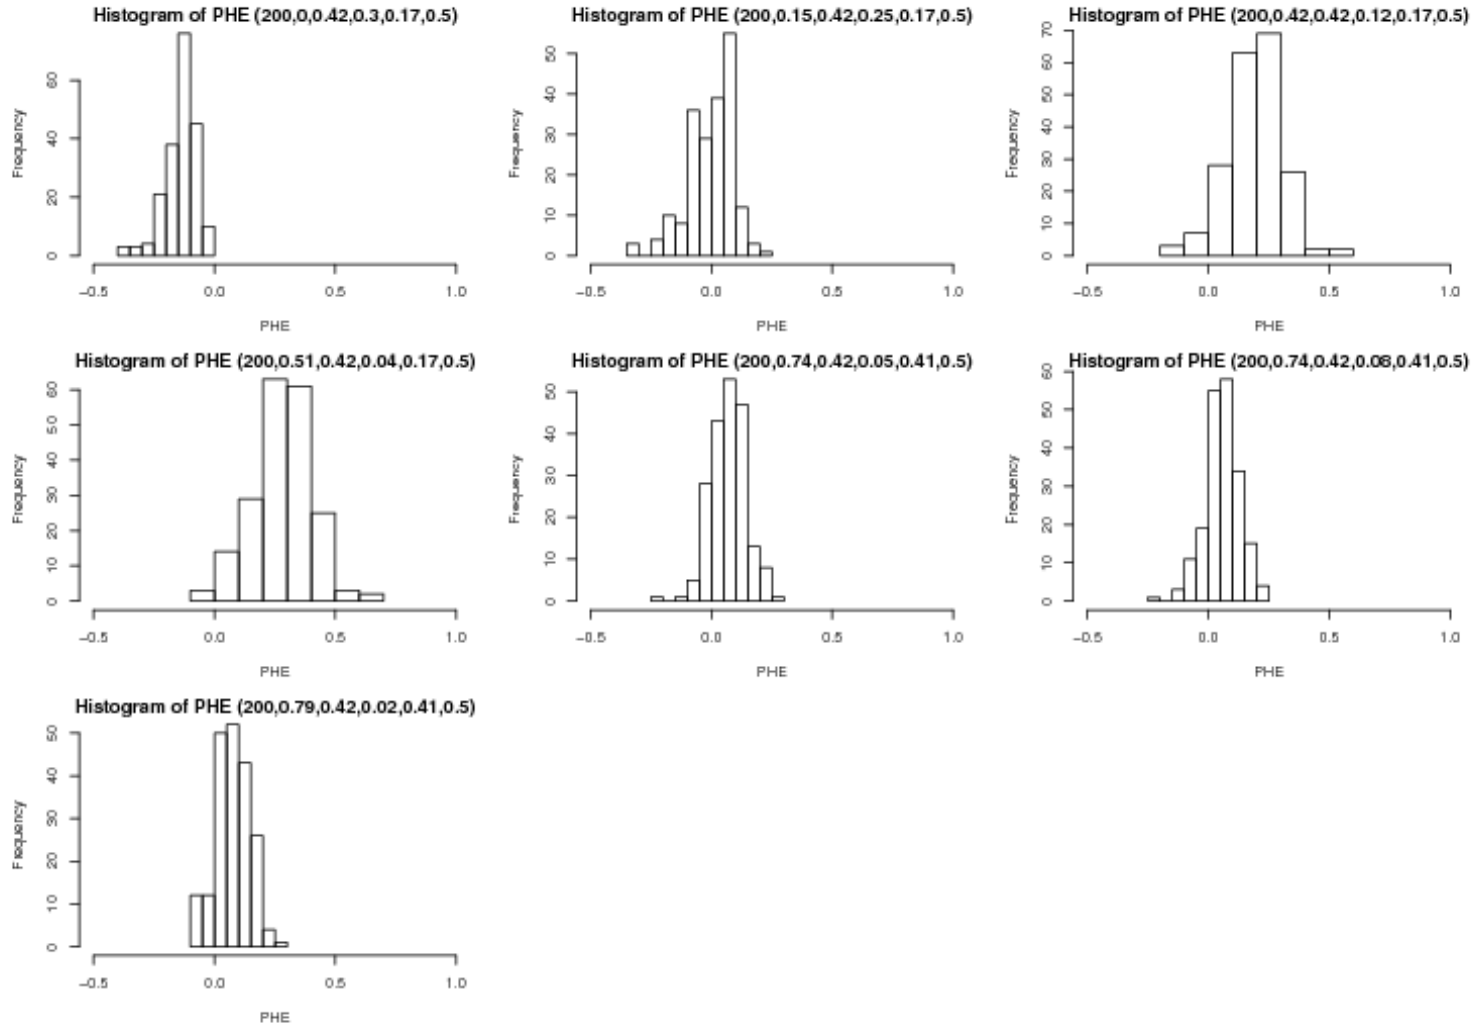 Histogram of PHE (200,0,0.42,0.3,0.17,0.5)
Frequency
0 20 40 60
−0.5 0.0 0.5 1.0
PHE
Histogram of PHE (200,0.15,0.42,0.25,0.17,0.5)
Frequency
0 10 20 30 40 50
−0.5 0.0 0.5 1.0
PHE
Histogram of PHE (200,0.42,0.42,0.12,0.17,0.5)
Frequency
0 10 20 30 40 50 60 70
−0.5 0.0 0.5 1.0
PHE
Histogram of PHE (200,0.51,0.42,0.04,0.17,0.5)
Frequency
0 10 20 30 40 50 60
−0.5 0.0 0.5 1.0
PHE
Histogram of PHE (200,0.74,0.42,0.05,0.41,0.5)
Frequency
0 10 20 30 40 50
−0.5 0.0 0.5 1.0
PHE
Histogram of PHE (200,0.74,0.42,0.08,0.41,0.5)
Frequency
0 10 20 30 40 50 60
−0.5 0.0 0.5 1.0
PHE
Histogram of PHE (200,0.79,0.42,0.02,0.41,0.5)
Frequency
0 10 20 30 40 50
−0.5 0.0 0.5 1.0
PHE